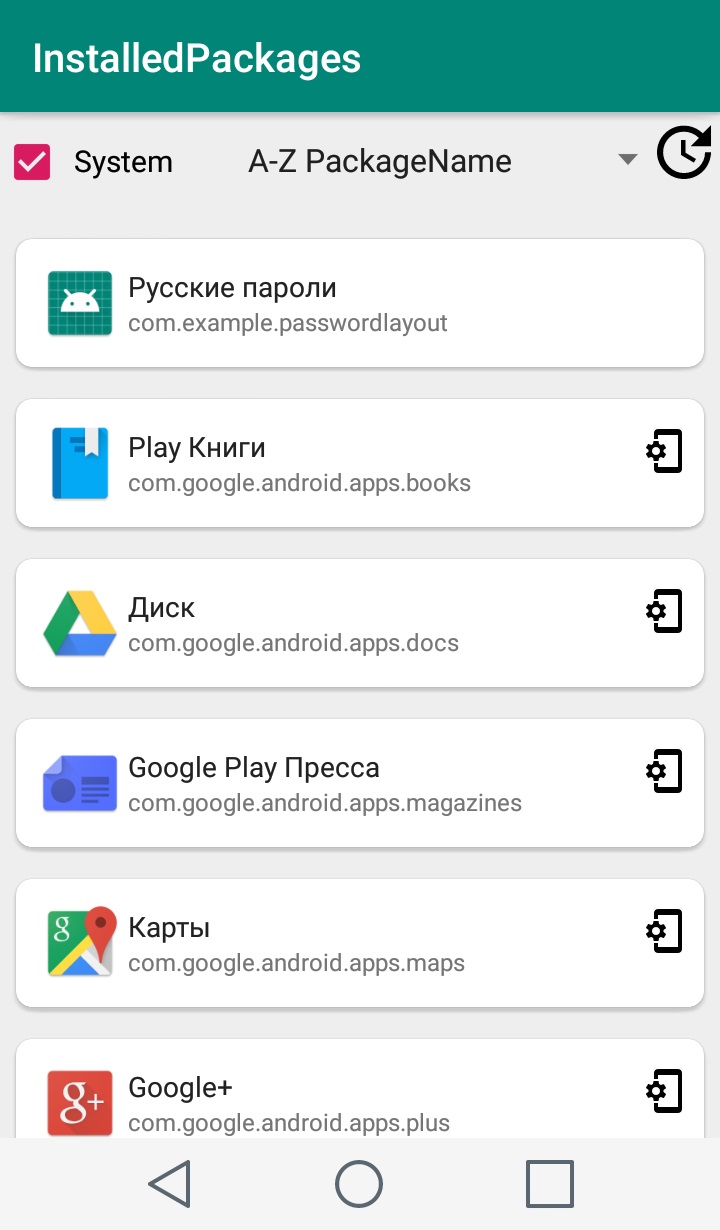 InstalledPackages
System
A-Z PackageName
Русские пароли
com.example.passwordlayout
Play Книги
com.google.android.apps.books
Диск
com.google.android.apps.docs
Google Play Пресса
com.google.android.apps.magazines
g
Карты
com.google.android.apps.maps
g+
Google+
com.google.android.apps.plus